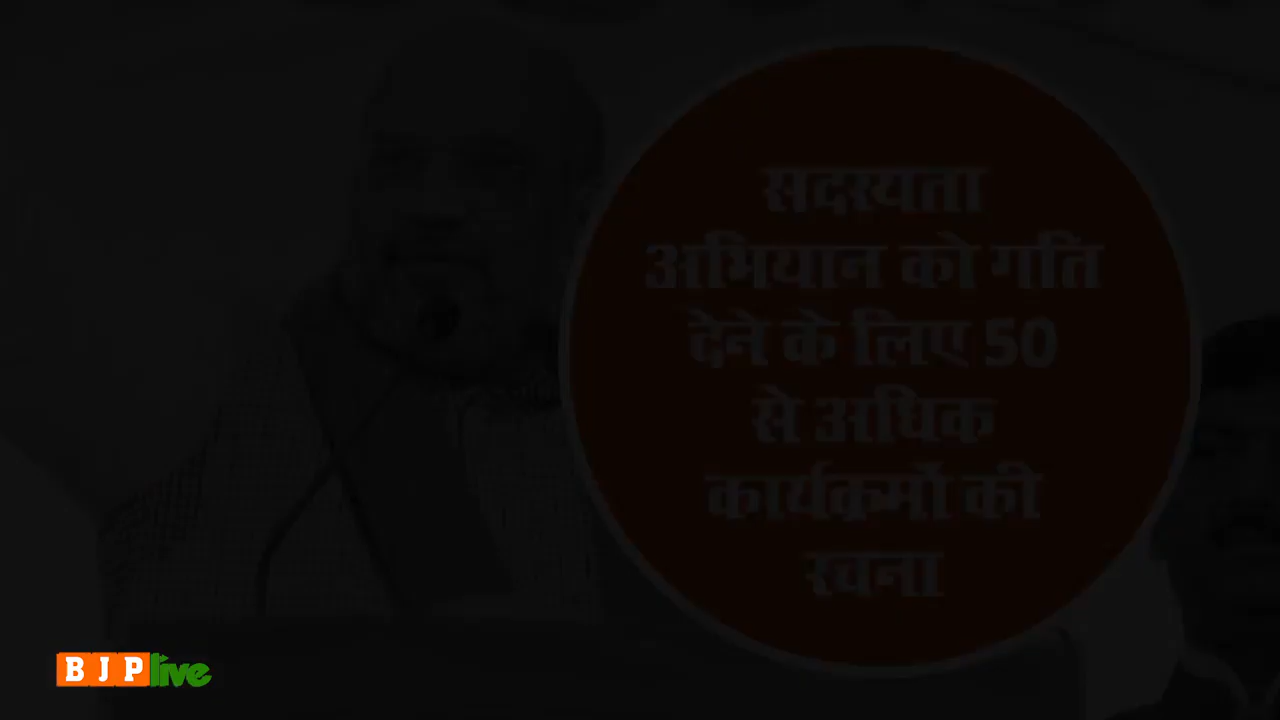 सदस्यता
अभियान को गति
देने के लिए 50
से अधिक
कार्यक्रमों की
रचना
BJPlive